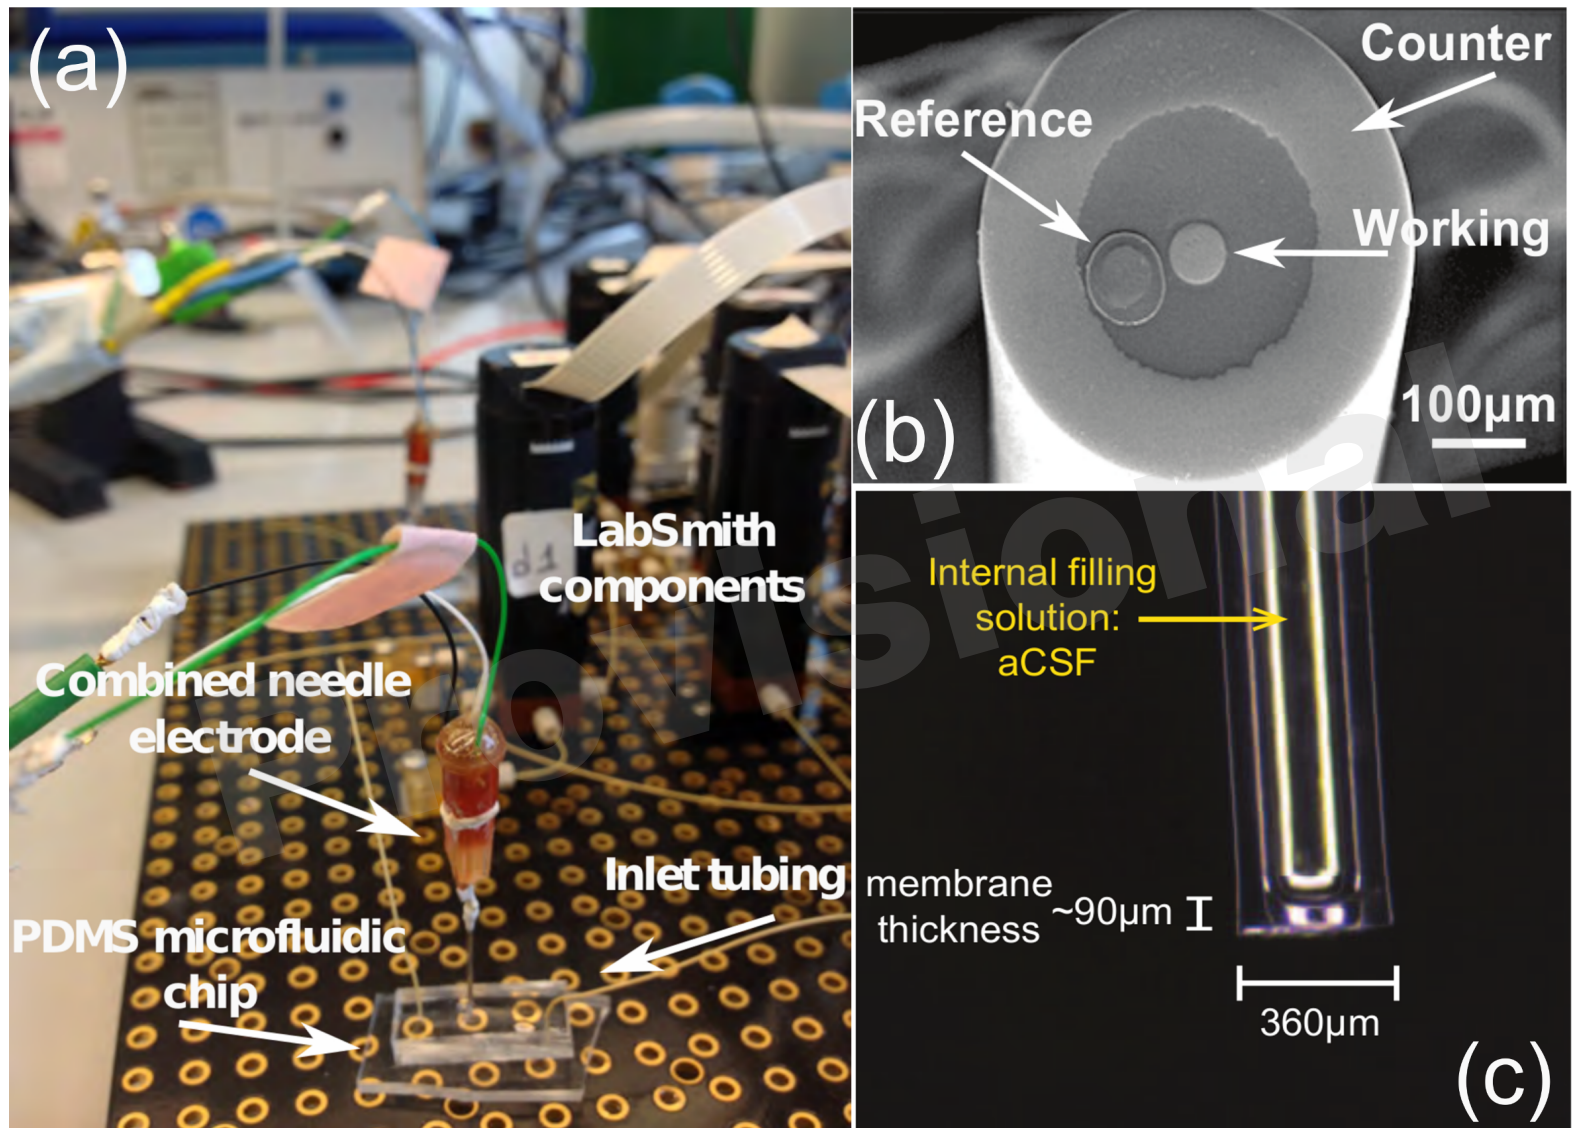 (a)
LabSmith
components
d1
Combined needle
electrode
Inlet tubing
PDMS microfluidic
chip
Counter
Reference
Working
100µm
(b)
Internal filling
solution:
aCSF
membrane
thickness
~90µm
360µm
(c)
Provisional